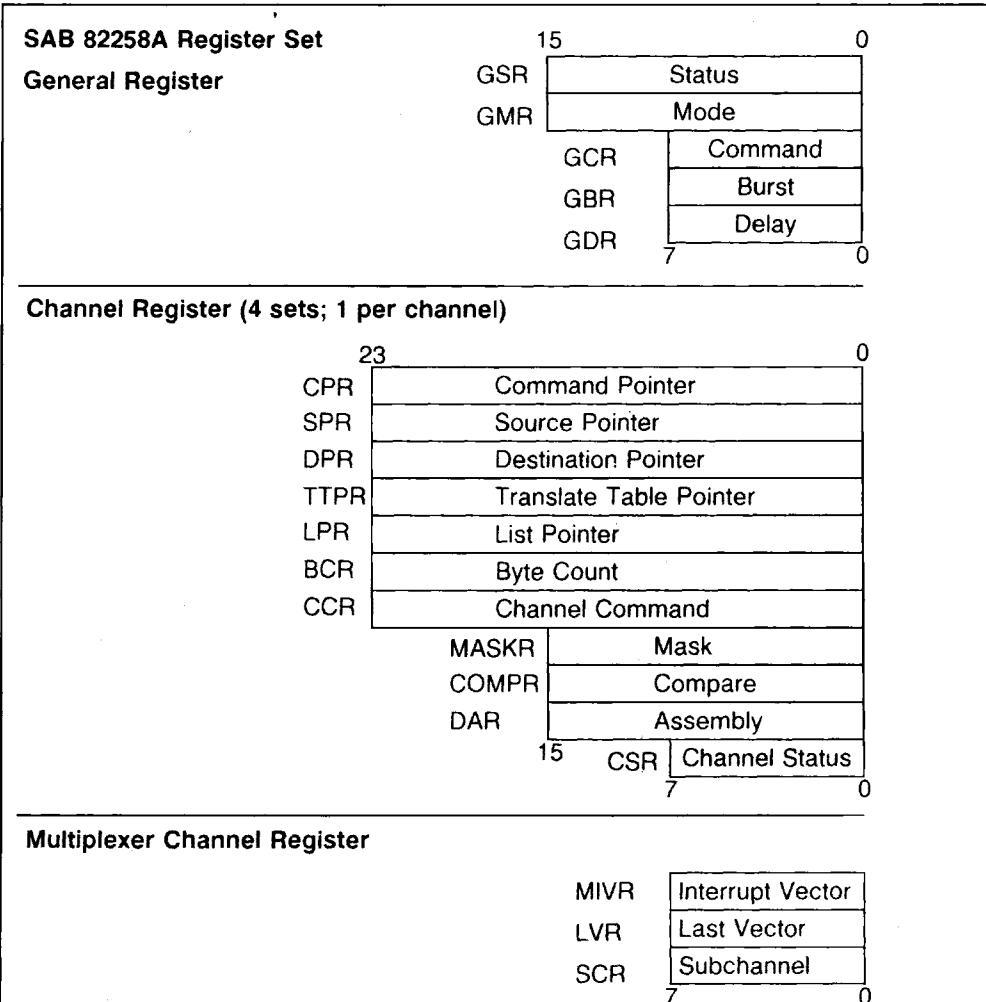 SAB 82258A Register Set
15 0
General Register
GSR Status
GMR Mode
GCR Command
GBR Burst
GDR Delay
7 0
Channel Register (4 sets; 1 per channel)
23 0
CPR Command Pointer
SPR Source Pointer
DPR Destination Pointer
TTPR Translate Table Pointer
LPR List Pointer
BCR Byte Count
CCR Channel Command
MASKR Mask
COMPR Compare
DAR Assembly
15
CSR Channel Status
7 0
Multiplexer Channel Register
MIVR Interrupt Vector
LVR Last Vector
SCR Subchannel
7 0